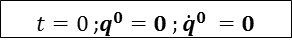 t = 0 ; q⁰ = 0 ; q̇⁰ = 0